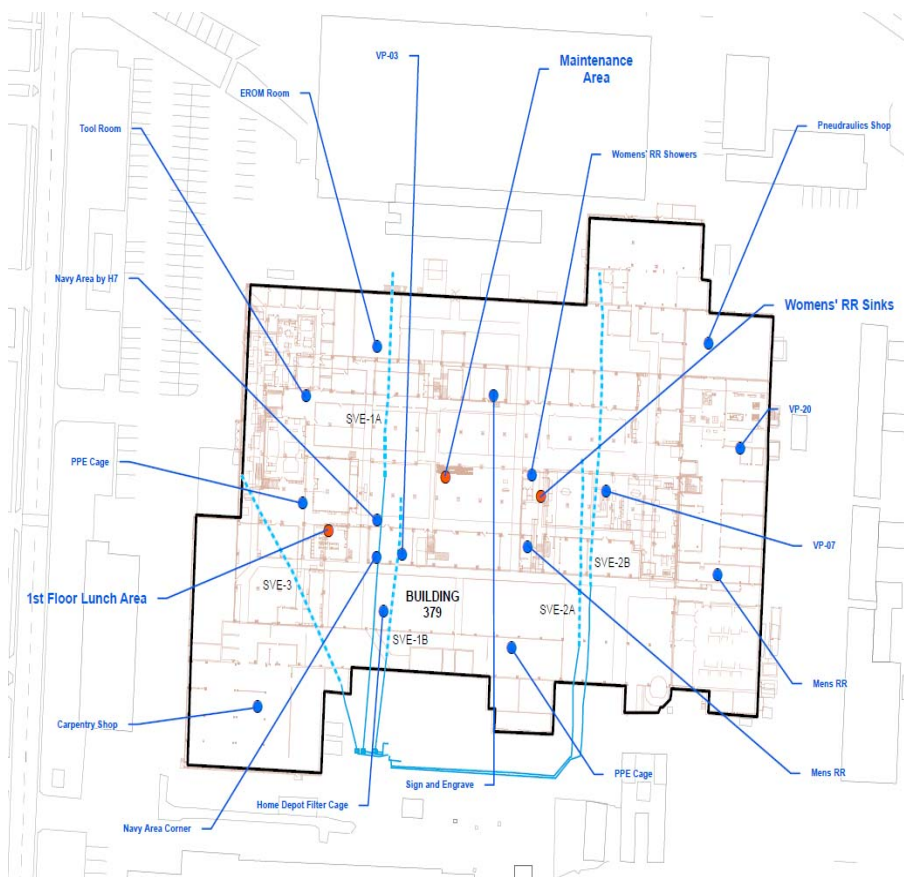 VP-03
Maintenance
Area
EROM Room
Tool Room
Pneudraulics Shop
Womens' RR Showers
Navy Area by H7
Womens' RR Sinks
SVE-1A
VP-20
PPE Cage
VP-07
SVE-2B
SVE-3
1st Floor Lunch Area
BUILDING
379
SVE-2A
SVE-1B
Mens RR
Carpentry Shop
Mens RR
PPE Cage
Sign and Engrave
Home Depot Filter Cage
Navy Area Corner